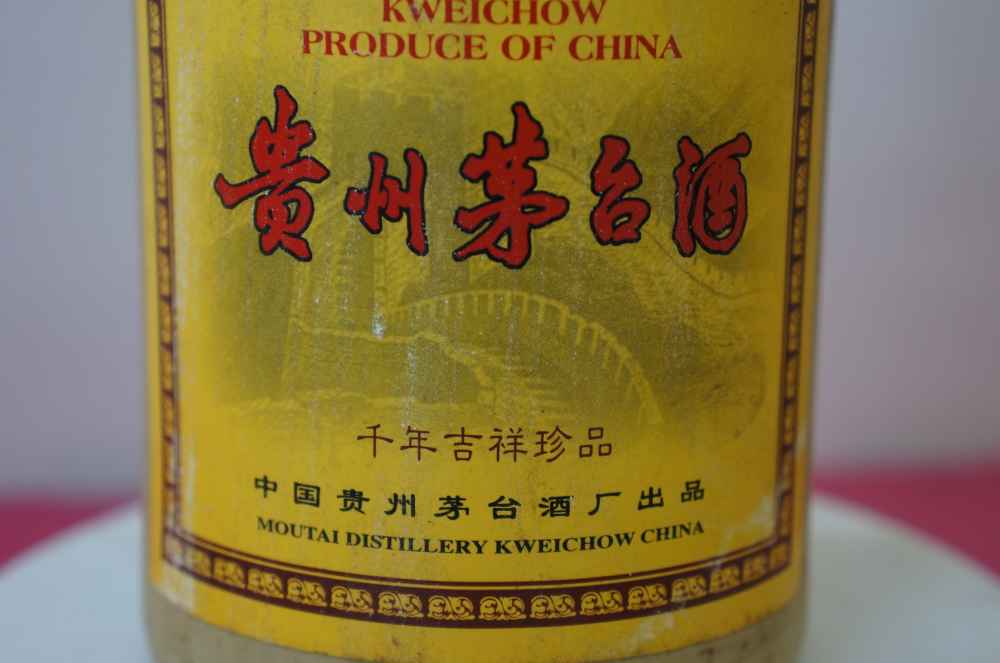 KWEICHOW
PRODUCE OF CHINA
贵州茅台酒
千年吉祥珍品
中国贵州茅台酒厂出品
MOUTAI DISTILLERY KWEICHOW CHINA